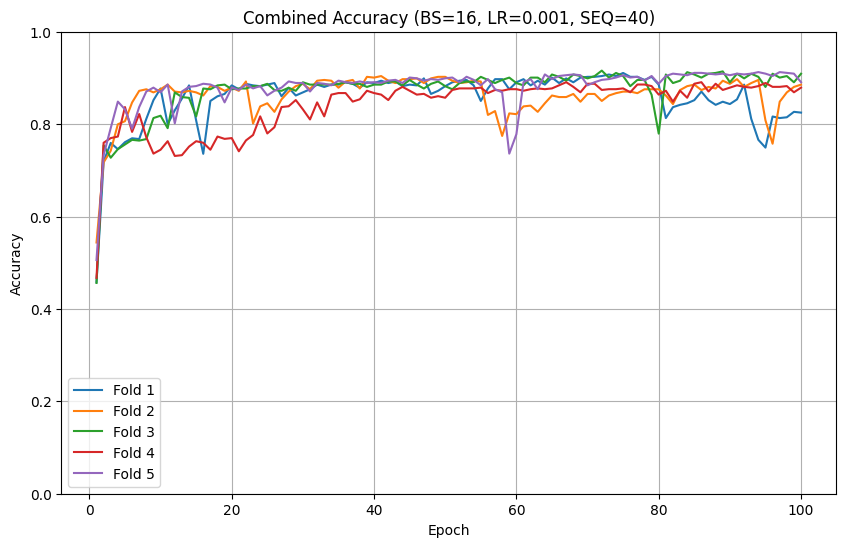 Combined Accuracy (BS=16, LR=0.001, SEQ=40)
1.0
0.8
0.6
0.4
0.2
0.0
Accuracy
Fold 1
Fold 2
Fold 3
Fold 4
Fold 5
0 20 40 60 80 100
Epoch